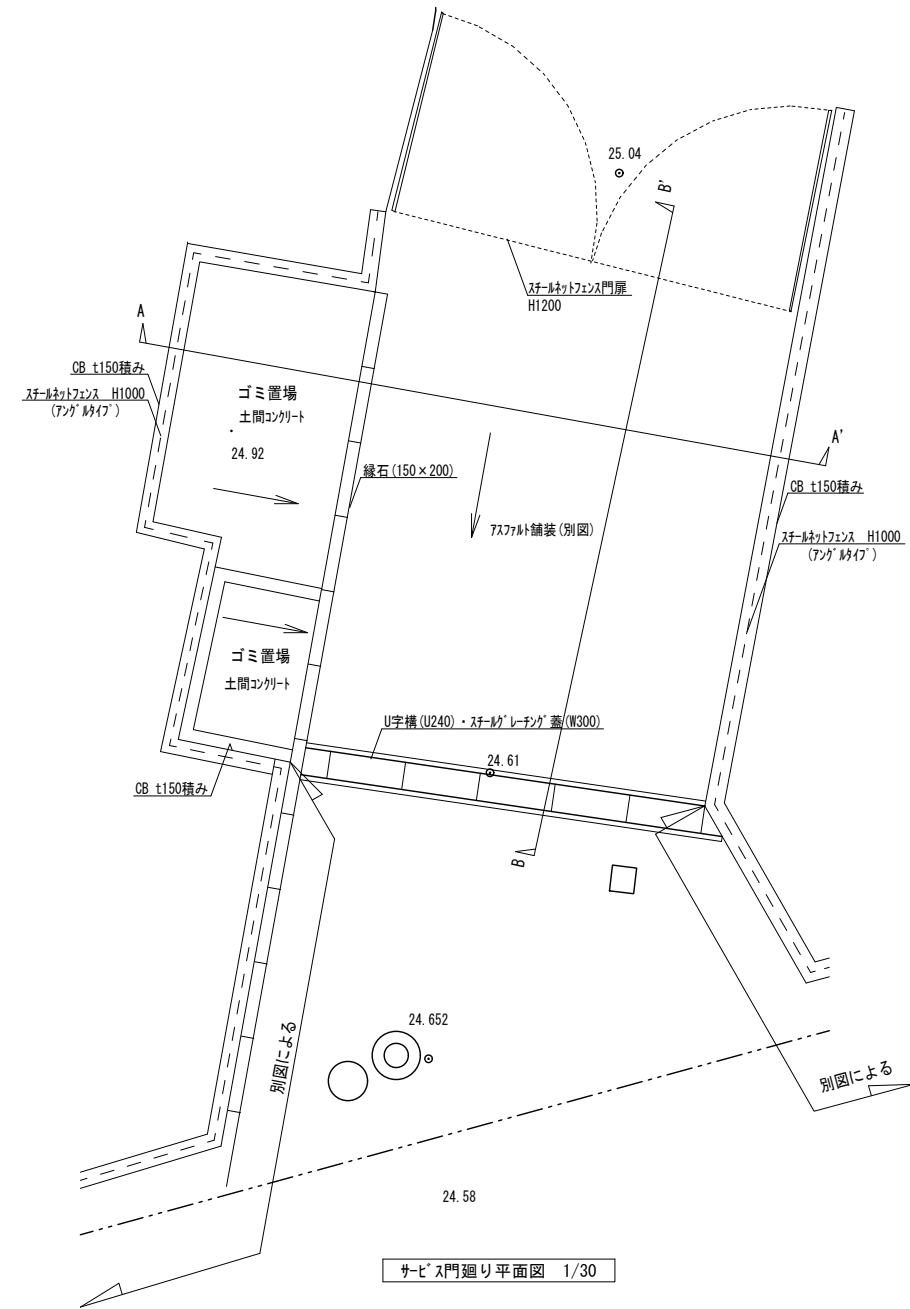 25.04
B'
スチールネットフェンス門扉
H1200
A
CB t150積み
スチールネットフェンス H1000
(アングルタイプ)
ゴミ置場
土間コンクリート
24.92
縁石(150×200)
アスファルト舗装(別図)
A'
CB t150積み
スチールネットフェンス H1000
(アングルタイプ)
ゴミ置場
土間コンクリート
U字構(U240)・スチールグレーチング蓋(W300)
24.61
CB t150積み
B
24.652
別図による
別図による
24.58
サービス門廻り平面図 1/30